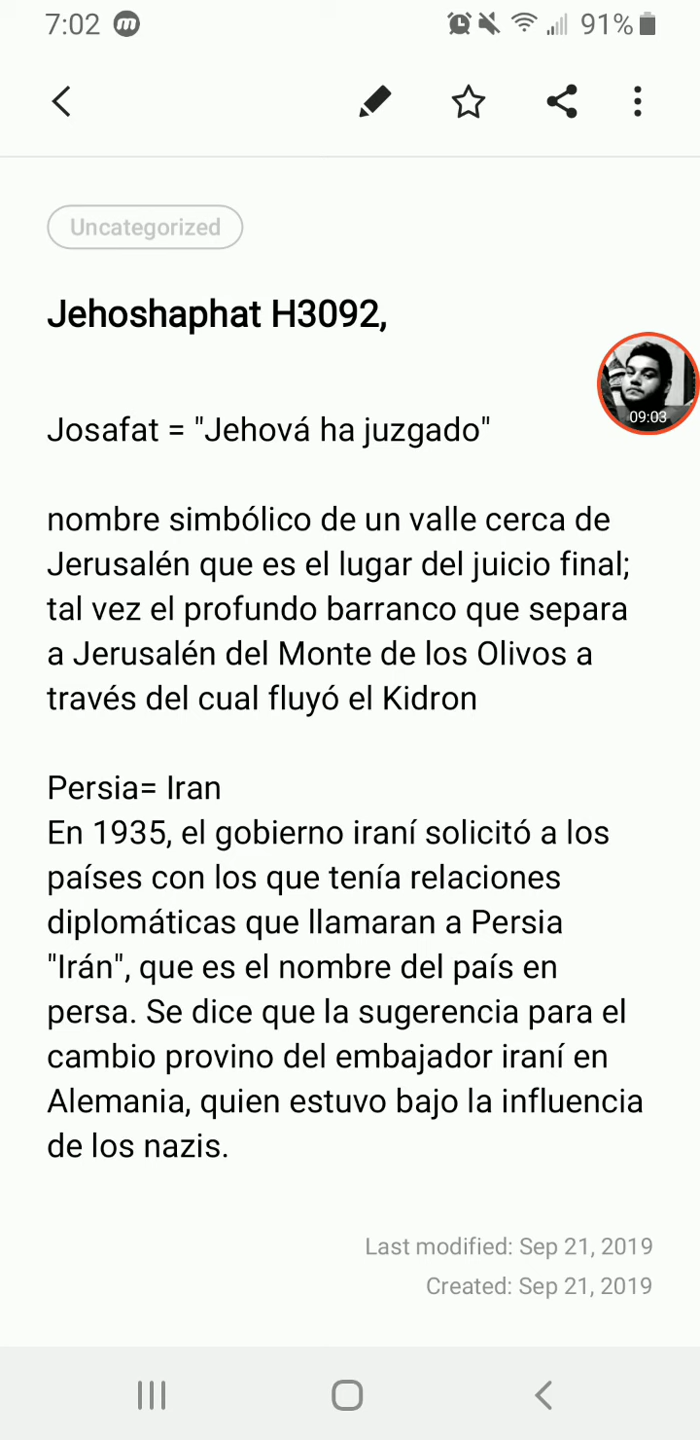 7:02 m 91%
Uncategorized
Jehoshaphat H3092,
09:03
Josafat = "Jehová ha juzgado"
nombre simbólico de un valle cerca de
Jerusalén que es el lugar del juicio final;
tal vez el profundo barranco que separa
a Jerusalén del Monte de los Olivos a
través del cual fluyó el Kidron
Persia= Iran
En 1935, el gobierno iraní solicitó a los
países con los que tenía relaciones
diplomáticas que llamaran a Persia
"Irán", que es el nombre del país en
persa. Se dice que la sugerencia para el
cambio provino del embajador iraní en
Alemania, quien estuvo bajo la influencia
de los nazis.
Last modified: Sep 21, 2019
Created: Sep 21, 2019